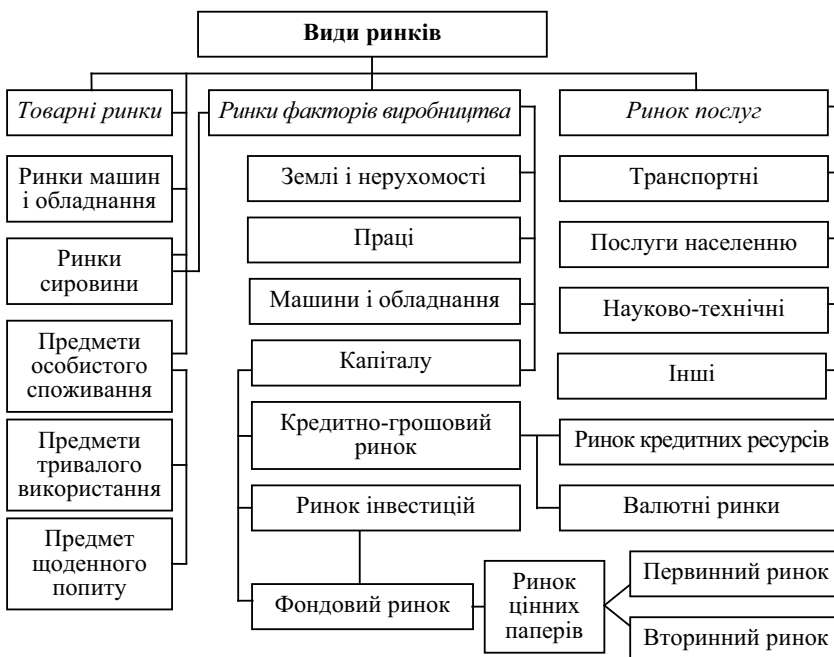 Види ринків
Товарні ринки
Ринки факторів виробництва
Ринок послуг
Ринки машин
і обладнання
Ринки
сировини
Предмети
особистого
споживання
Предмети
тривалого
використання
Предмет
щоденного
попиту
Землі і нерухомості
Праці
Машини і обладнання
Капіталу
Кредитно-грошовий
ринок
Ринок інвестицій
Фондовий ринок
Транспортні
Послуги населенню
Науково-технічні
Інші
Ринок кредитних ресурсів
Валютні ринки
Ринок
цінних
паперів
Первинний ринок
Вторинний ринок